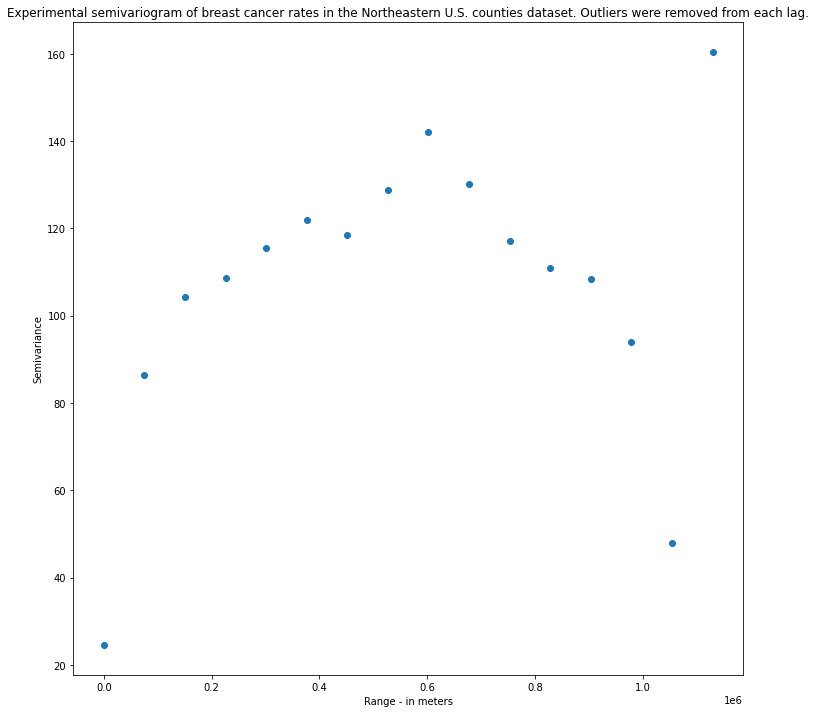 Experimental semivariogram of breast cancer rates in the Northeastern U.S. counties dataset. Outliers were removed from each lag.
160
140
120
100
80
60
40
20
Semivariance
0.0 0.2 0.4 0.6 0.8 1.0
1e6
Range - in meters